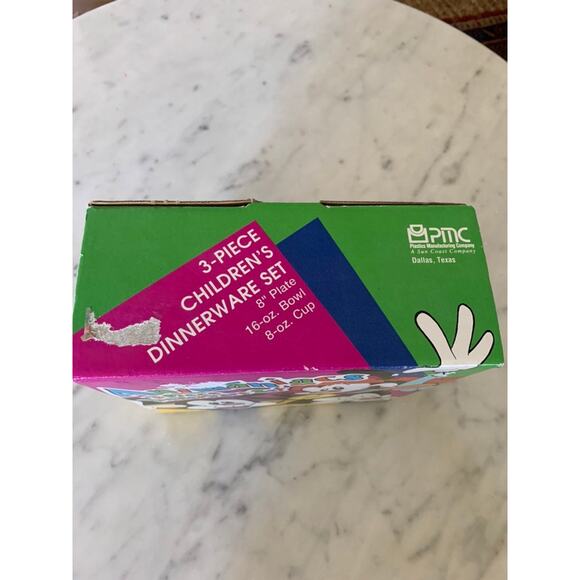 3-PIECE
CHILDREN'S
DINNERWARE SET
8" Plate
16-oz. Bowl
8-oz. Cup
PMC
Plastics Manufacturing Company
A Sun Coast Company
Dallas, Texas